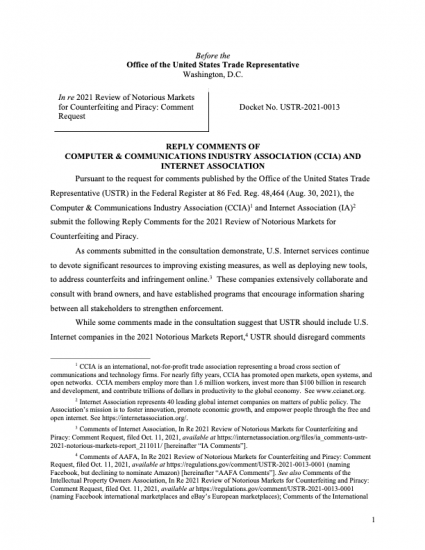 Before the
Office of the United States Trade Representative
Washington, D.C.
In re 2021 Review of Notorious Markets
for Counterfeiting and Piracy: Comment
Request
Docket No. USTR-2021-0013
REPLY COMMENTS OF
COMPUTER & COMMUNICATIONS INDUSTRY ASSOCIATION (CCIA) AND
INTERNET ASSOCIATION
Pursuant to the request for comments published by the Office of the United States Trade
Representative (USTR) in the Federal Register at 86 Fed. Reg. 48,464 (Aug. 30, 2021), the
Computer & Communications Industry Association (CCIA)1 and Internet Association (IA)2
submit the following Reply Comments for the 2021 Review of Notorious Markets for
Counterfeiting and Piracy.
As comments submitted in the consultation demonstrate, U.S. Internet services continue
to devote significant resources to improving existing measures, as well as deploying new tools,
to address counterfeits and infringement online.3 These companies extensively collaborate and
consult with brand owners, and have established programs that encourage information sharing
between all stakeholders to strengthen enforcement.
While some comments made in the consultation suggest that USTR should include U.S.
Internet companies in the 2021 Notorious Markets Report,4 USTR should disregard comments
1 CCIA is an international, not-for-profit trade association representing a broad cross section of
communications and technology firms. For nearly fifty years, CCIA has promoted open markets, open systems, and
open networks. CCIA members employ more than 1.6 million workers, invest more than $100 billion in research
and development, and contribute trillions of dollars in productivity to the global economy. See www.ccianet.org.
2 Internet Association represents 40 leading global internet companies on matters of public policy. The
Association's mission is to foster innovation, promote economic growth, and empower people through the free and
open internet. See https://internetassociation.org/.
3 Comments of Internet Association, In Re 2021 Review of Notorious Markets for Counterfeiting and
Piracy: Comment Request, filed Oct. 11, 2021, available at https://internetassociation.org/files/ia_comments-ustr-
2021-notorious-markets-report_211011/ [hereinafter “IA Comments”].
4 Comments of AAFA, In Re 2021 Review of Notorious Markets for Counterfeiting and Piracy: Comment
Request, filed Oct. 11, 2021, available at https://regulations.gov/comment/USTR-2021-0013-0001 (naming
Facebook, but declining to nominate Amazon) [hereinafter “AAFA Comments”]. See also Comments of the
Intellectual Property Owners Association, In Re 2021 Review of Notorious Markets for Counterfeiting and Piracy:
Comment Request, filed Oct. 11, 2021, available at https://regulations.gov/comment/USTR-2021-0013-0001
(naming Facebook international marketplaces and eBay's European marketplaces); Comments of the International
1